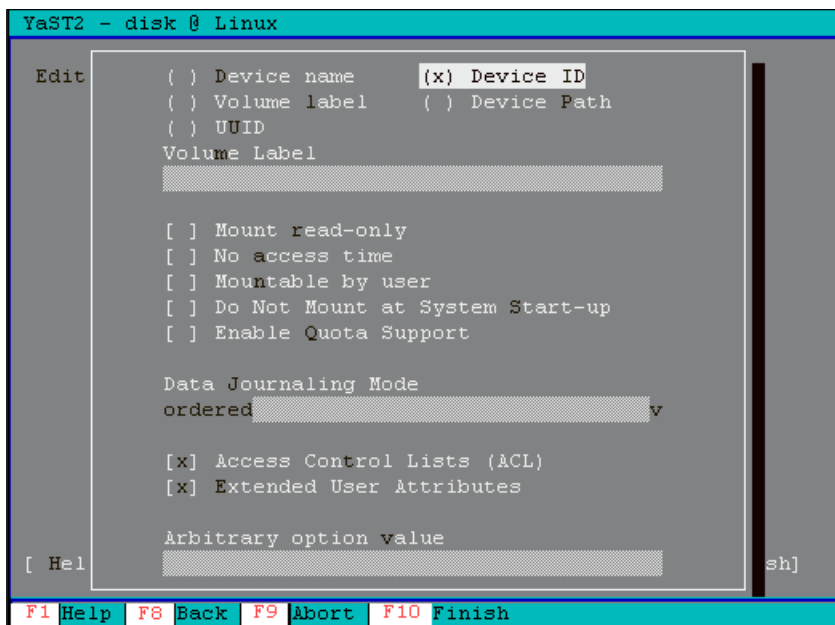 YaST2 - disk @ Linux
Edit ( ) Device name (x) Device ID
( ) Volume label ( ) Device Path
( ) UUID
Volume Label
[ ] Mount read-only
[ ] No access time
[ ] Mountable by user
[ ] Do Not Mount at System Start-up
[ ] Enable Quota Support
Data Journaling Mode
ordered v
[x] Access Control Lists (ACL)
[x] Extended User Attributes
Arbitrary option value
[ Hel sh]
F1 Help F8 Back F9 Abort F10 Finish